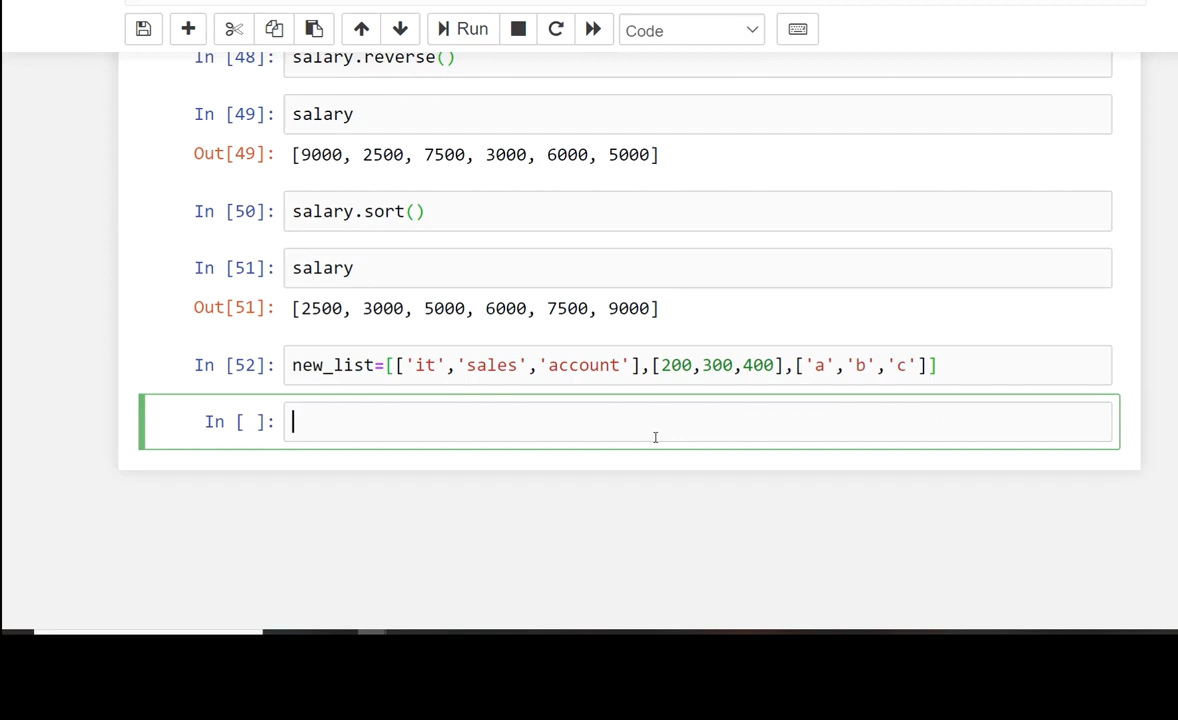 Run Code
In [48]: salary.reverse()
In [49]: salary
Out[49]: [9000, 2500, 7500, 3000, 6000, 5000]
In [50]: salary.sort()
In [51]: salary
Out[51]: [2500, 3000, 5000, 6000, 7500, 9000]
In [52]: new_list=[['it','sales','account'],[200,300,400],['a','b','c']]
In [ ]: